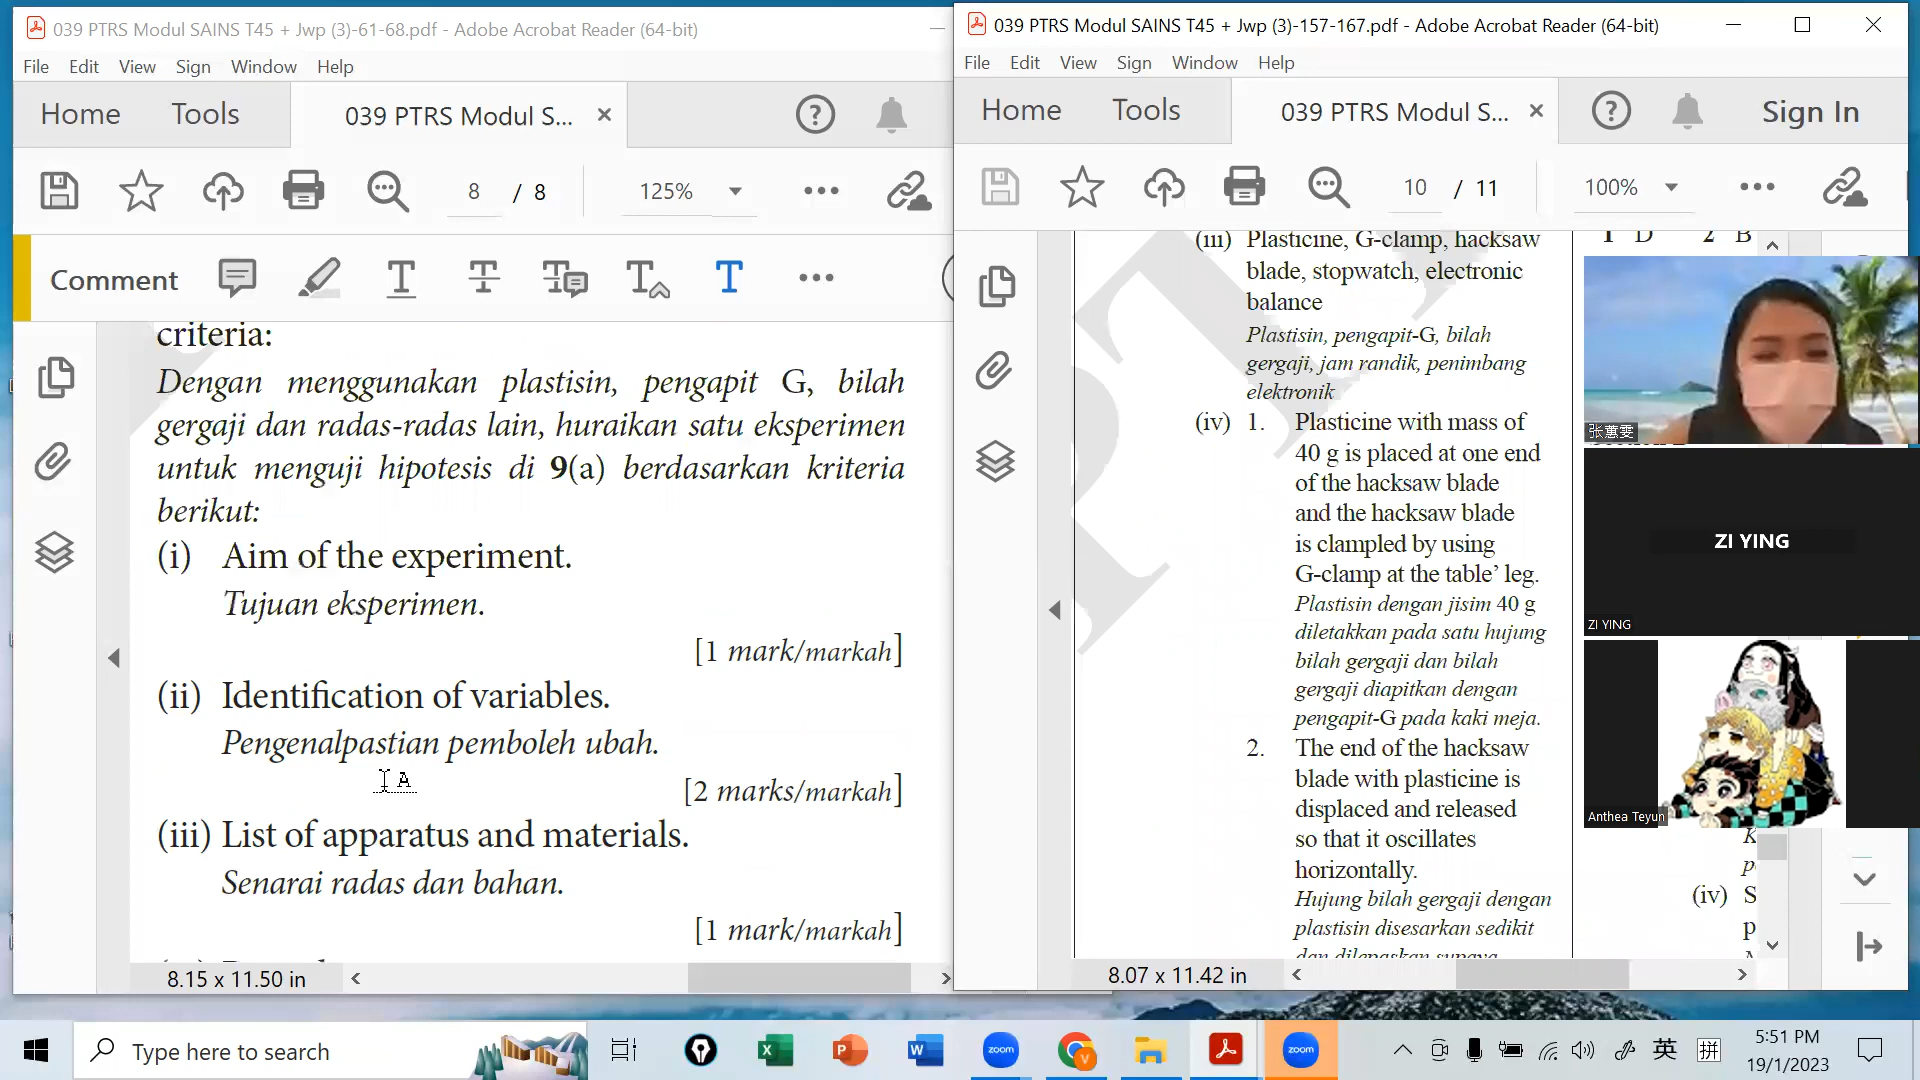 039 PTRS Modul SAINS T45 + Jwp (3)-61-68.pdf - Adobe Acrobat Reader (64-bit)
File Edit View Sign Window Help
Home Tools 039 PTRS Modul S...
8 / 8 125%
Comment
criteria:
Dengan menggunakan plastisin, pengapit G, bilah
gergaji dan radas-radas lain, huraikan satu eksperimen
untuk menguji hipotesis di 9(a) berdasarkan kriteria
berikut:
(i) Aim of the experiment.
Tujuan eksperimen.
[1 mark/markah]
(ii) Identification of variables.
Pengenalpastian pemboleh ubah.
[2 marks/markah]
(iii) List of apparatus and materials.
Senarai radas dan bahan.
[1 mark/markah]
8.15 x 11.50 in
039 PTRS Modul SAINS T45 + Jwp (3)-157-167.pdf - Adobe Acrobat Reader (64-bit)
File Edit View Sign Window Help
Home Tools 039 PTRS Modul S... Sign In
10 / 11 100%
(iii) Plasticine, G-clamp, hacksaw
blade, stopwatch, electronic
balance
Plastisin, pengapit-G, bilah
gergaji, jam randik, penimbang
elektronik
(iv) 1. Plasticine with mass of
40 g is placed at one end
of the hacksaw blade
and the hacksaw blade
is clampled by using
G-clamp at the table' leg.
Plastisin dengan jisim 40 g
diletakkan pada satu hujung
bilah gergaji dan bilah
gergaji diapitkan dengan
pengapit-G pada kaki meja.
2. The end of the hacksaw
blade with plasticine is
displaced and released
so that it oscillates
horizontally.
Hujung bilah gergaji dengan
plastisin disesarkan sedikit
dan dilepaskan supaya
1 D 2 B
(iv) S
p
8.07 x 11.42 in
张蕙雯
ZI YING
ZI YING
Anthea Teyun
Type here to search
zoom
zoom
英
拼
5:51 PM
19/1/2023